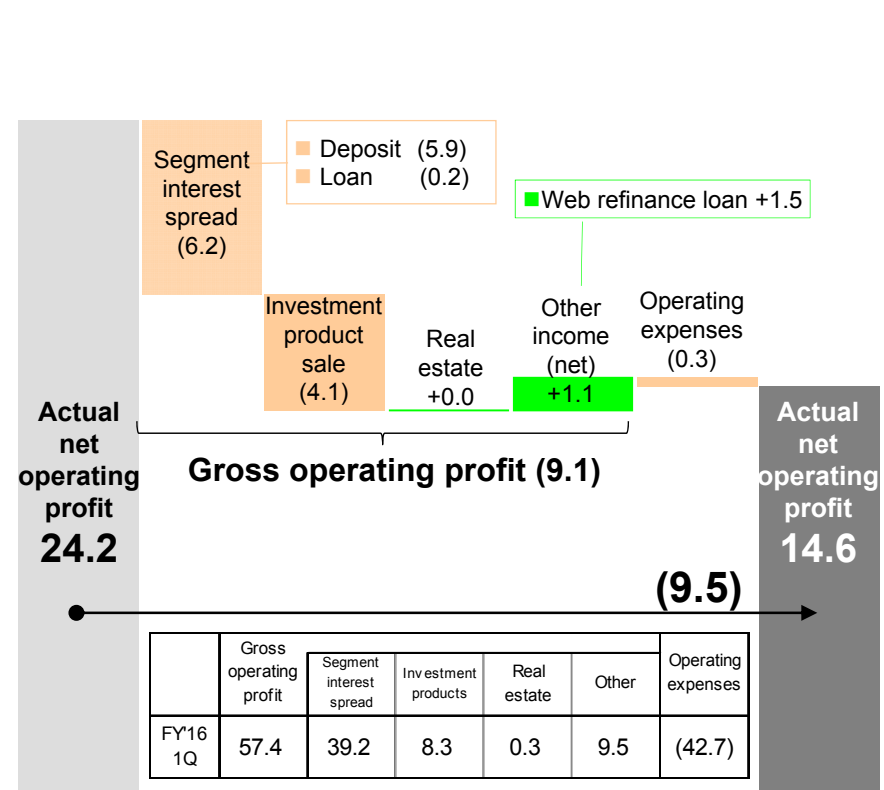 Segment
interest
spread
(6.2)
Deposit (5.9)
Loan (0.2)
Web refinance loan +1.5
Investment
product
sale
(4.1)
Real
estate
+0.0
Other
income
(net)
+1.1
Operating
expenses
(0.3)
Actual
net
operating
profit
24.2
Gross operating profit (9.1)
Actual
net
operating
profit
14.6
(9.5)
Gross
operating
profit
Segment
interest
spread
Investment
products
Real
estate
Other
Operating
expenses
FY'16
1Q
57.4
39.2
8.3
0.3
9.5
(42.7)